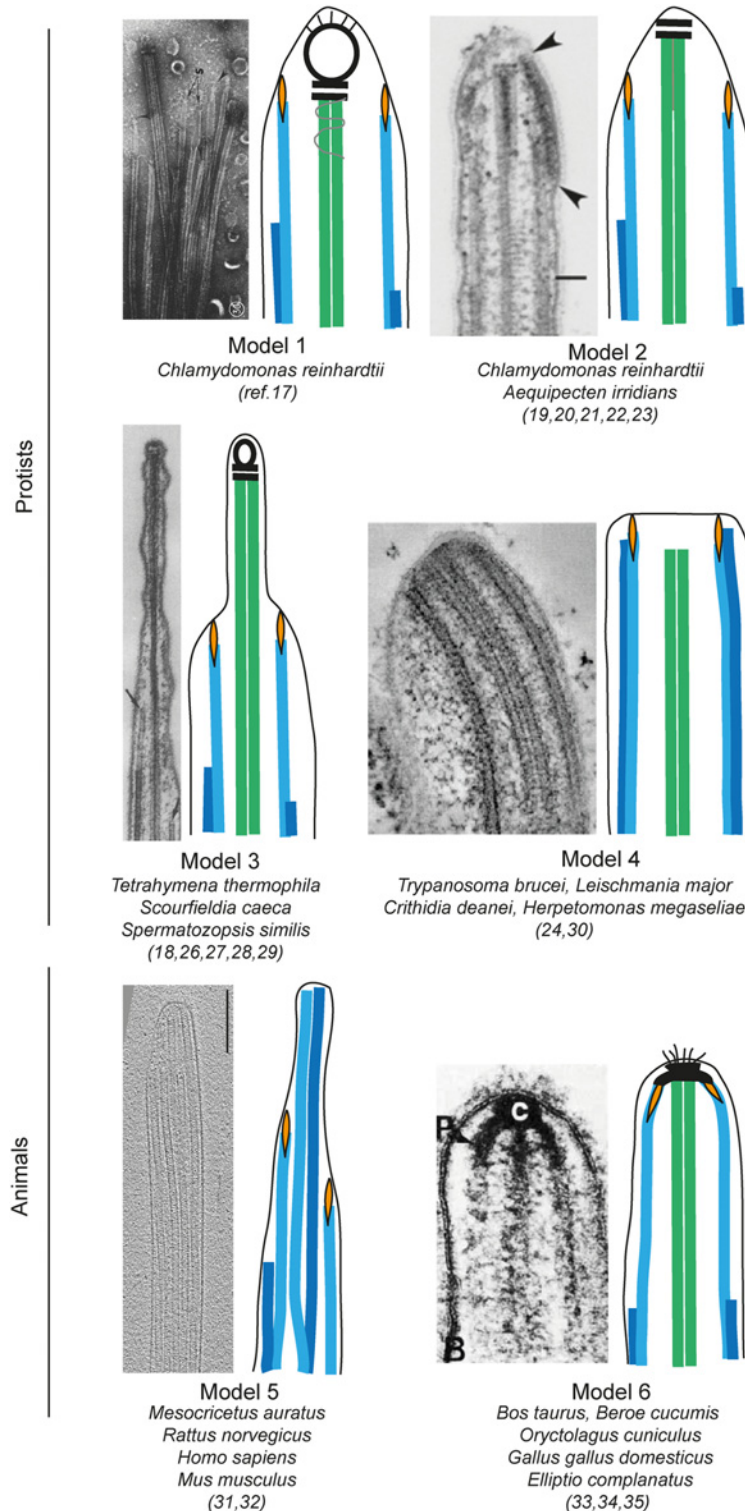 Protists
Model 1
Chlamydomonas reinhardtii
(ref.17)
Model 2
Chlamydomonas reinhardtii
Aequipecten irridians
(19,20,21,22,23)
Model 3
Tetrahymena thermophila
Scourfieldia caeca
Spermatozopsis similis
(18,26,27,28,29)
Model 4
Trypanosoma brucei, Leischmania major
Crithidia deanei, Herpetomonas megaseliae
(24,30)
Animals
Model 5
Mesocricetus auratus
Rattus norvegicus
Homo sapiens
Mus musculus
(31,32)
P
C
B
Model 6
Bos taurus, Beroe cucumis
Oryctolagus cuniculus
Gallus gallus domesticus
Elliptio complanatus
(33,34,35)